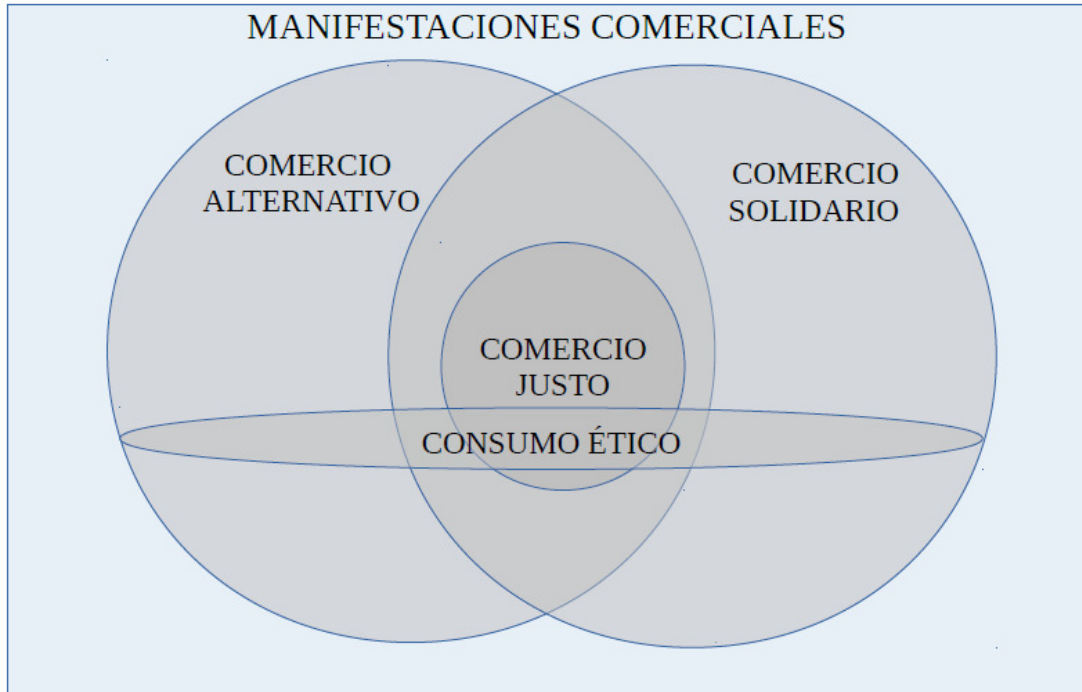 MANIFESTACIONES COMERCIALES
COMERCIO
ALTERNATIVO
COMERCIO
SOLIDARIO
COMERCIO
JUSTO
CONSUMO ÉTICO